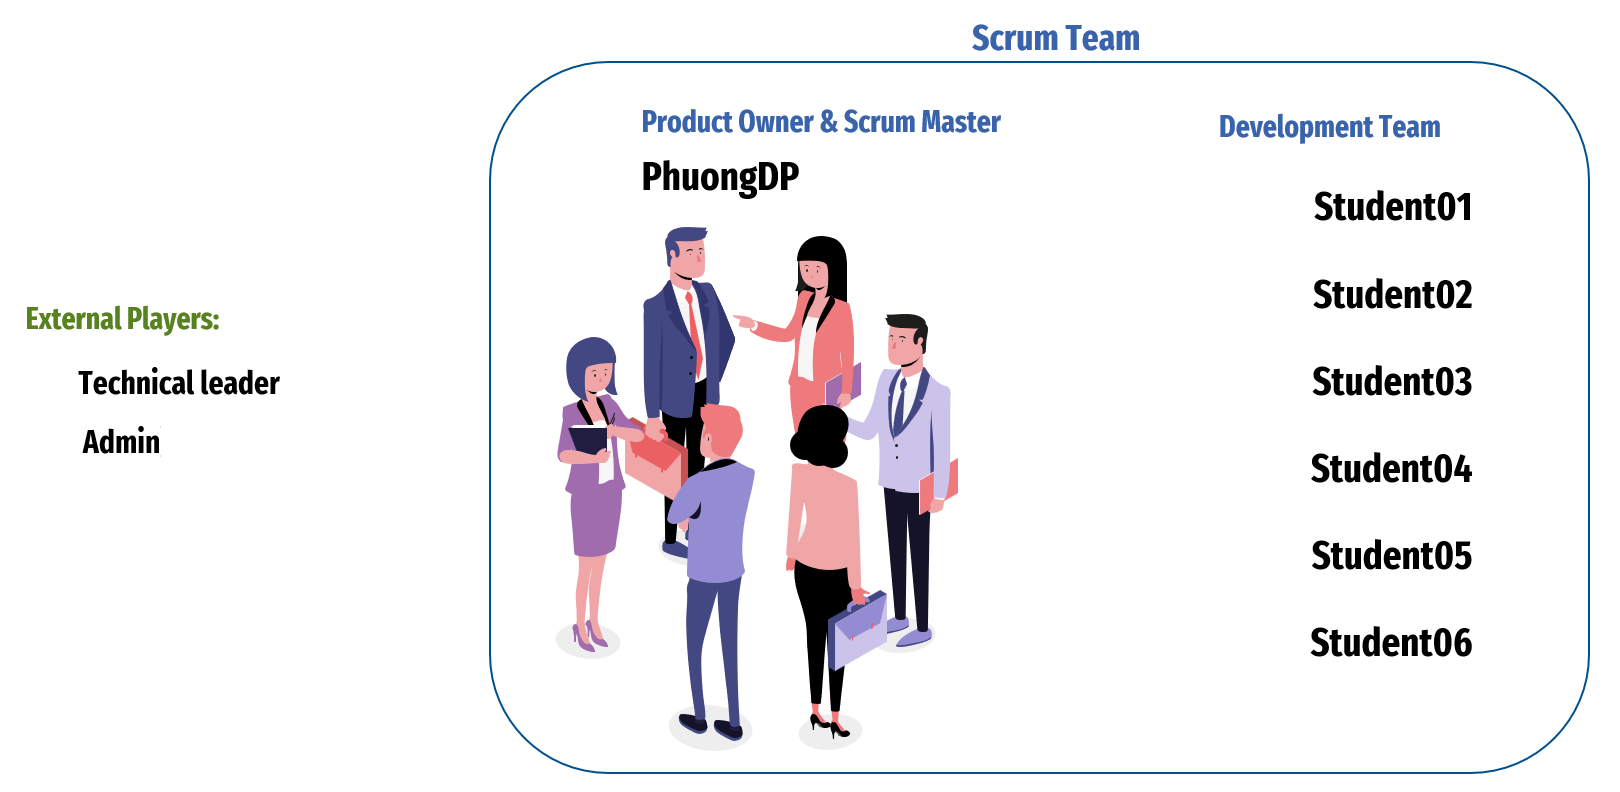 Scrum Team
Product Owner & Scrum Master
PhuongDP
Development Team
Student01
Student02
Student03
Student04
Student05
Student06
External Players:
Technical leader
Admin